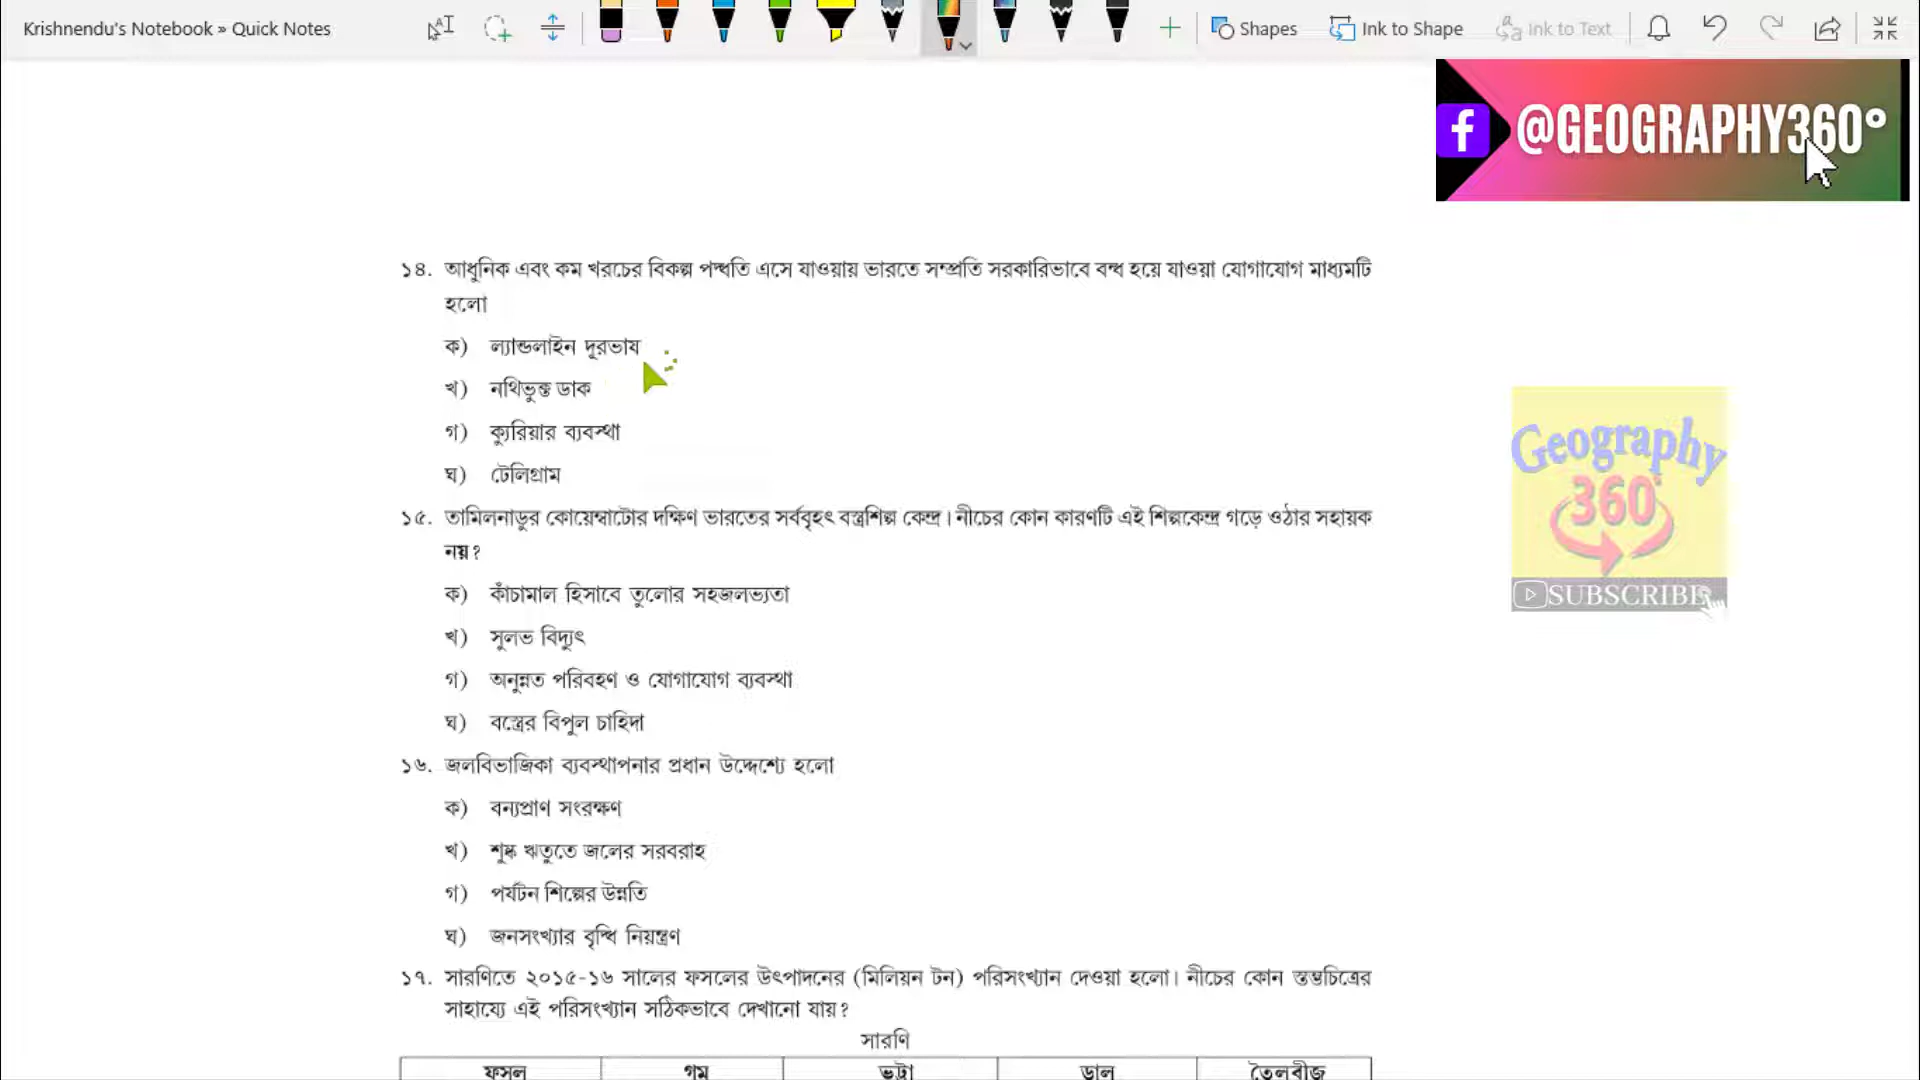 Krishnendu's Notebook » Quick Notes
Shapes
Ink to Shape
Ink to Text
@GEOGRAPHY360°
১৪. আধুনিক এবং কম খরচের বিকল্প পদ্ধতি এসে যাওয়ায় ভারতে সম্প্রতি সরকারিভাবে বন্ধ হয়ে যাওয়া যোগাযোগ মাধ্যমটি
হলো
ক) ল্যান্ডলাইন দূরভাষ
খ) নথিভুক্ত ডাক
গ) ক্যুরিয়ার ব্যবস্থা
ঘ) টেলিগ্রাম
১৫. তামিলনাড়ুর কোয়েম্বাটোর দক্ষিণ ভারতের সর্ববৃহৎ বস্ত্রশিল্প কেন্দ্র। নীচের কোন কারণটি এই শিল্পকেন্দ্র গড়ে ওঠার সহায়ক
নয়?
ক) কাঁচামাল হিসাবে তুলোর সহজলভ্যতা
খ) সুলভ বিদ্যুৎ
গ) অনুন্নত পরিবহণ ও যোগাযোগ ব্যবস্থা
ঘ) বস্ত্রের বিপুল চাহিদা
১৬. জলবিভাজিকা ব্যবস্থাপনার প্রধান উদ্দেশ্যে হলো
ক) বন্যপ্রাণ সংরক্ষণ
খ) শুষ্ক ঋতুতে জলের সরবরাহ
গ) পর্যটন শিল্পের উন্নতি
ঘ) জনসংখ্যার বৃদ্ধি নিয়ন্ত্রণ
১৭. সারণিতে ২০১৫-১৬ সালের ফসলের উৎপাদনের (মিলিয়ন টন) পরিসংখ্যান দেওয়া হলো। নীচের কোন স্তম্ভচিত্রের
সাহায্যে এই পরিসংখ্যান সঠিকভাবে দেখানো যায়?
সারণি
ফসল গম ভুট্টা ডাল তৈলবীজ
Geography
360°
SUBSCRIBE